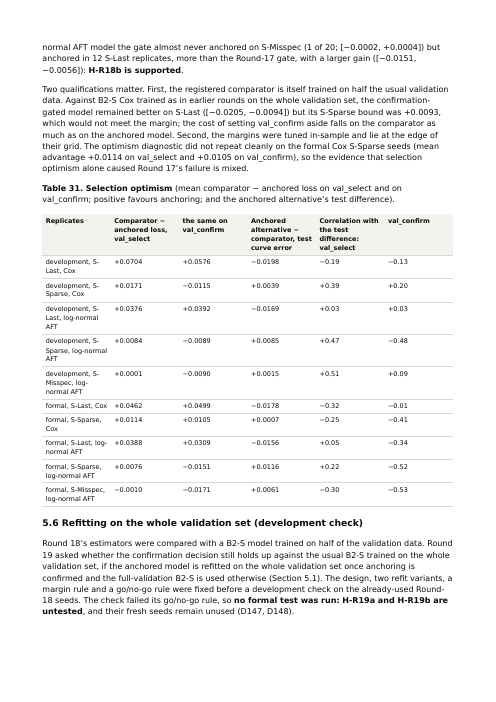 normal AFT model the gate almost never anchored on S-Misspec (1 of 20; [−0.0002, +0.0004]) but
anchored in 12 S-Last replicates, more than the Round-17 gate, with a larger gain ([−0.0151,
−0.0056]): H-R18b is supported.
Two qualifications matter. First, the registered comparator is itself trained on half the usual validation
data. Against B2-S Cox trained as in earlier rounds on the whole validation set, the confirmation-
gated model remained better on S-Last ([−0.0205, −0.0094]) but its S-Sparse bound was +0.0093,
which would not meet the margin; the cost of setting val_confirm aside falls on the comparator as
much as on the anchored model. Second, the margins were tuned in-sample and lie at the edge of
their grid. The optimism diagnostic did not repeat cleanly on the formal Cox S-Sparse seeds (mean
advantage +0.0114 on val_select and +0.0105 on val_confirm), so the evidence that selection
optimism alone caused Round 17's failure is mixed.
Table 31. Selection optimism (mean comparator − anchored loss on val_select and on
val_confirm; positive favours anchoring; and the anchored alternative's test difference).
Replicates Comparator − anchored loss, val_select the same on val_confirm Anchored alternative − comparator, test curve error Correlation with the test difference: val_select val_confirm
development, S-Last, Cox +0.0704 +0.0576 −0.0198 −0.19 −0.13
development, S-Sparse, Cox +0.0171 −0.0115 +0.0039 +0.39 +0.20
development, S-Last, log-normal AFT +0.0376 +0.0392 −0.0169 +0.03 +0.03
development, S-Sparse, log-normal AFT +0.0084 −0.0089 +0.0085 +0.47 −0.48
development, S-Misspec, log-normal AFT +0.0001 −0.0090 +0.0015 +0.51 +0.09
formal, S-Last, Cox +0.0462 +0.0499 −0.0178 −0.32 −0.01
formal, S-Sparse, Cox +0.0114 +0.0105 +0.0007 −0.25 −0.41
formal, S-Last, log-normal AFT +0.0388 +0.0309 −0.0156 +0.05 −0.34
formal, S-Sparse, log-normal AFT +0.0076 −0.0151 +0.0116 +0.22 −0.52
formal, S-Misspec, log-normal AFT −0.0010 −0.0171 +0.0061 −0.30 −0.53
5.6 Refitting on the whole validation set (development check)
Round 18's estimators were compared with a B2-S model trained on half of the validation data. Round
19 asked whether the confirmation decision still holds up against the usual B2-S trained on the whole
validation set, if the anchored model is refitted on the whole validation set once anchoring is
confirmed and the full-validation B2-S is used otherwise (Section 5.1). The design, two refit variants, a
margin rule and a go/no-go rule were fixed before a development check on the already-used Round-
18 seeds. The check failed its go/no-go rule, so no formal test was run: H-R19a and H-R19b are
untested, and their fresh seeds remain unused (D147, D148).